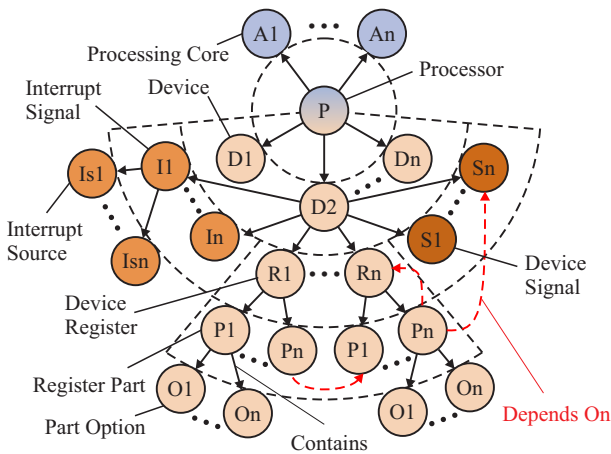 A1
An
Processing Core
Processor
Interrupt
Signal
Device
P
Is1
I1
D1
Dn
Sn
D2
Interrupt
Source
In
S1
Isn
R1
Rn
Device
Signal
Device
Register
P1
Pn
P1
Pn
Register Part
O1
On
O1
On
Part Option
Contains
Depends On